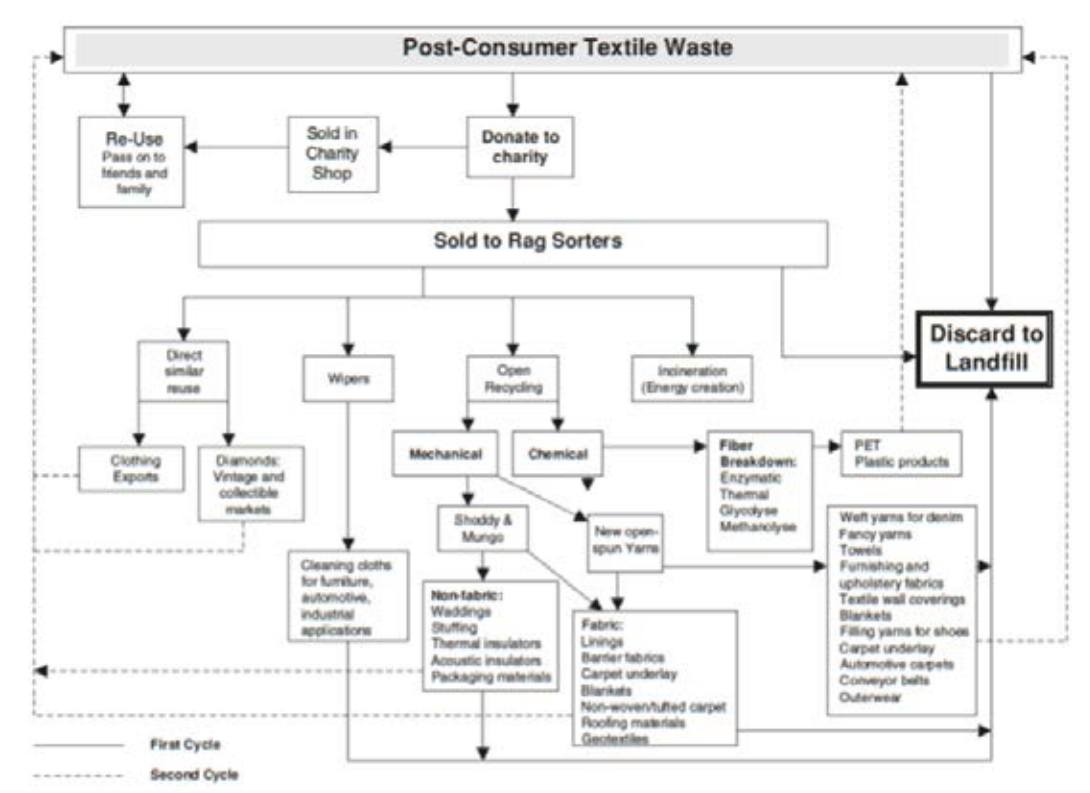 Post-Consumer Textile Waste
Re-Use
Pass on to
friends and
family
Sold in
Charity
Shop
Donate to
charity
Sold to Rag Sorters
Discard to
Landfill
Direct
similar
reuse
Wipers
Open
Recycling
Incineration
(Energy creation)
Clothing
Exports
Diamonds:
Vintage and
collectible
markets
Mechanical
Chemical
Fiber
Breakdown:
Enzymatic
Thermal
Glycolyse
Methanolyse
PET
Plastic products
Shoddy &
Mungo
New open-
spun Yarns
Weft yarns for denim
Fancy yarns
Towels
Furnishing and
upholstery fabrics
Textile wall coverings
Blankets
Filling yarns for shoes
Carpet underlay
Automotive carpets
Conveyor belts
Outerwear
Cleaning cloths
for furniture,
automotive,
industrial
applications
Non-fabric:
Waddings
Stuffing
Thermal insulators
Acoustic insulators
Packaging materials
Fabric:
Linings
Barrier fabrics
Carpet underlay
Blankets
Non-woven/tufted carpet
Roofing materials
Geotextiles
First Cycle
Second Cycle